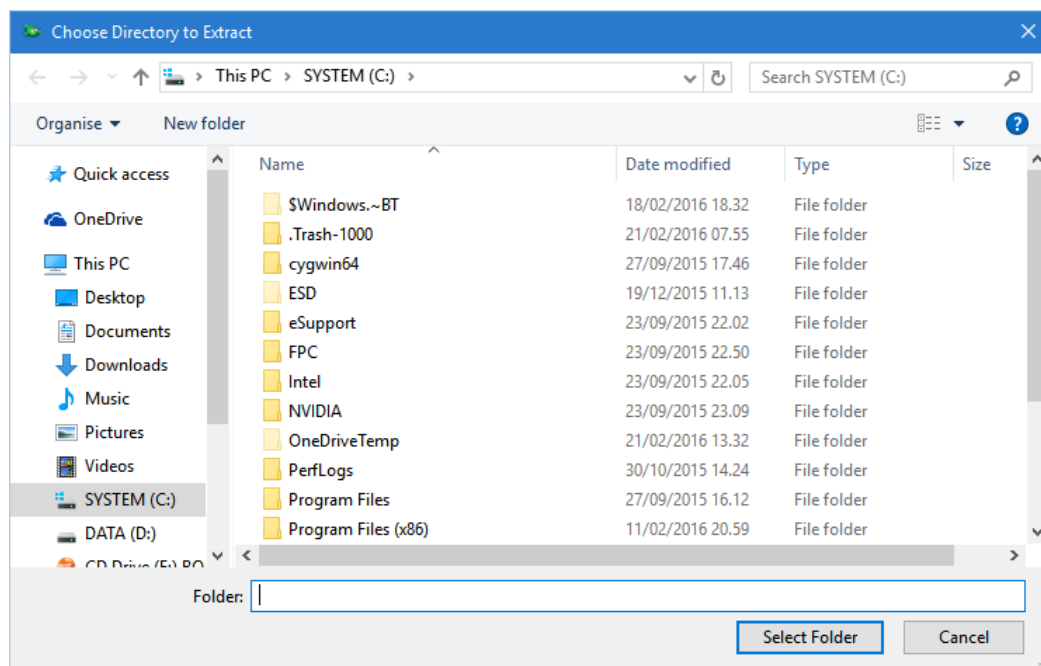 Choose Directory to Extract
This PC > SYSTEM (C:) >
Search SYSTEM (C:)
Organise
New folder
Quick access
OneDrive
This PC
Desktop
Documents
Downloads
Music
Pictures
Videos
SYSTEM (C:)
DATA (D:)
CD Drive (F:) RO
Name Date modified Type Size
$Windows.~BT 18/02/2016 18.32 File folder
.Trash-1000 21/02/2016 07.55 File folder
cygwin64 27/09/2015 17.46 File folder
ESD 19/12/2015 11.13 File folder
eSupport 23/09/2015 22.02 File folder
FPC 23/09/2015 22.50 File folder
Intel 23/09/2015 22.05 File folder
NVIDIA 23/09/2015 23.09 File folder
OneDriveTemp 21/02/2016 13.32 File folder
PerfLogs 30/10/2015 14.24 File folder
Program Files 27/09/2015 16.12 File folder
Program Files (x86) 11/02/2016 20.59 File folder
Folder:
Select Folder
Cancel